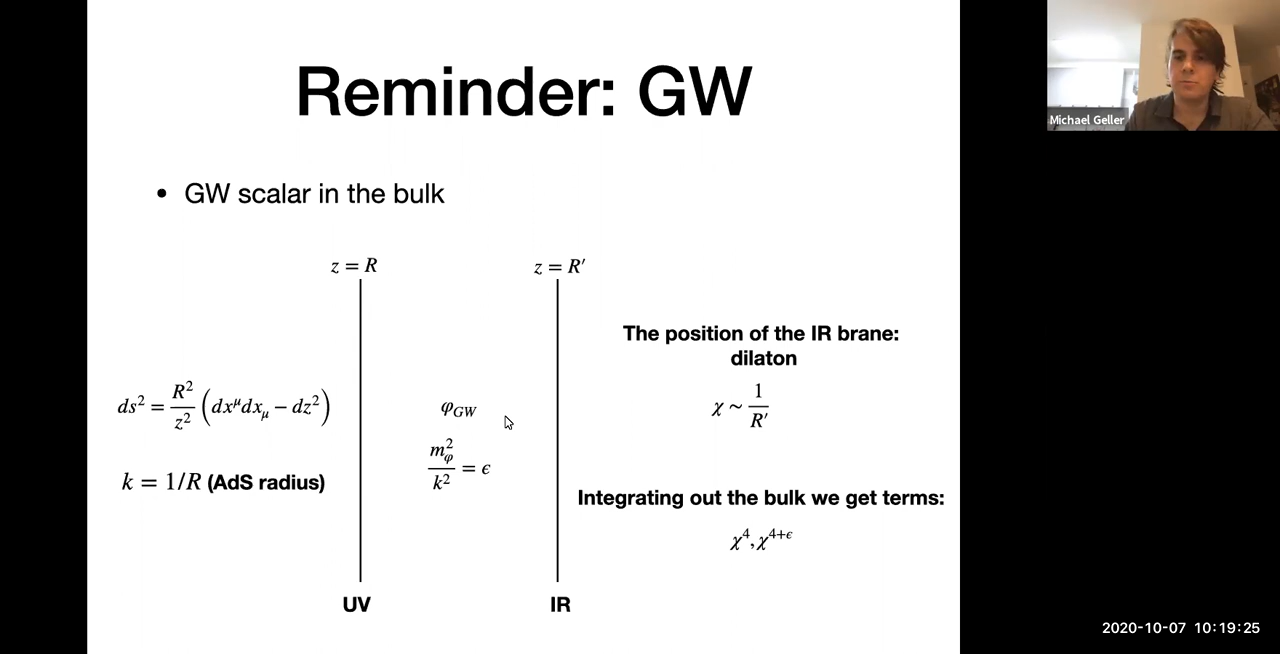 Reminder: GW
Michael Geller
• GW scalar in the bulk
z = R
z = R′
The position of the IR brane:
dilaton
ds² = R²/z² (dx^μ dx_μ − dz²)
φ_GW
χ ~ 1/R′
m_φ²/k² = ϵ
k = 1/R (AdS radius)
Integrating out the bulk we get terms:
χ⁴, χ^{4+ϵ}
UV
IR
2020-10-07 10:19:25